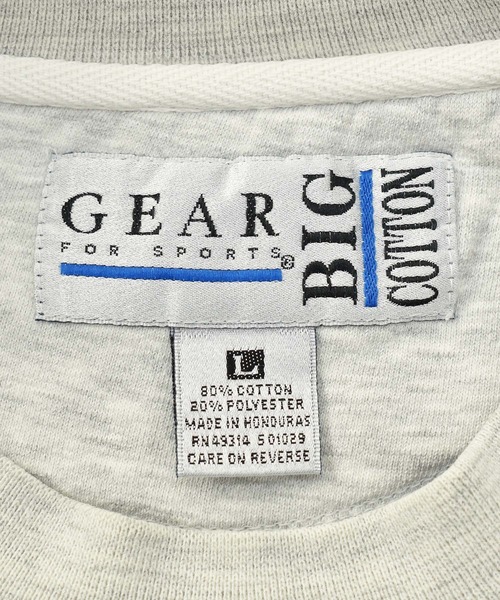 GEAR
FOR SPORTS®
BIG
COTTON
L
80% COTTON
20% POLYESTER
MADE IN HONDURAS
RN49314 S01029
CARE ON REVERSE